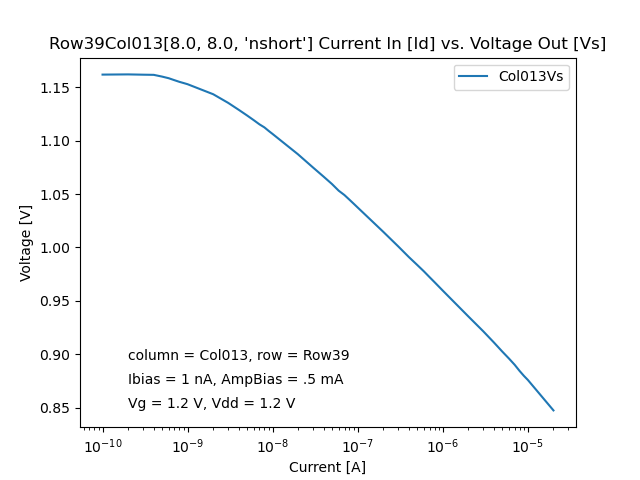 Row39Col013[8.0, 8.0, 'nshort'] Current In [Id] vs. Voltage Out [Vs]
Col013Vs
1.15
1.10
1.05
1.00
0.95
0.90
0.85
Voltage [V]
column = Col013, row = Row39
Ibias = 1 nA, AmpBias = .5 mA
Vg = 1.2 V, Vdd = 1.2 V
10⁻¹⁰ 10⁻⁹ 10⁻⁸ 10⁻⁷ 10⁻⁶ 10⁻⁵
Current [A]